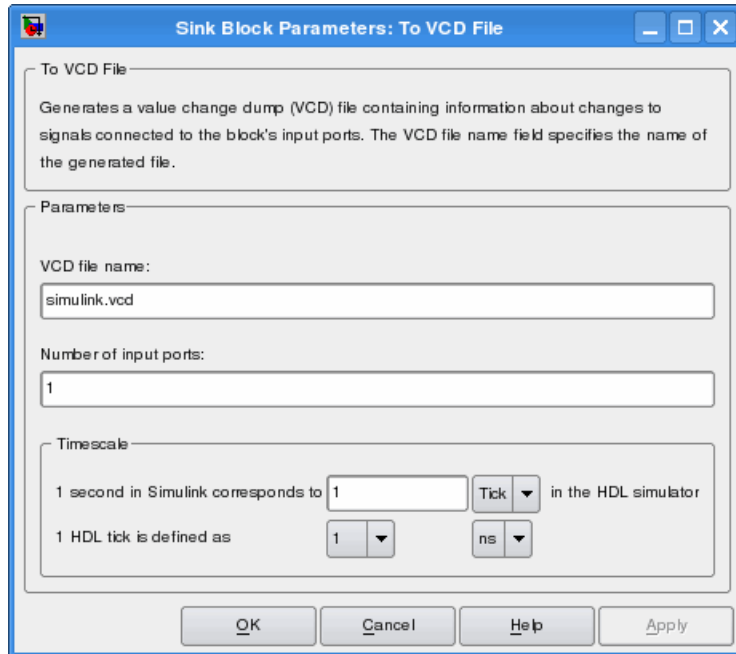 Sink Block Parameters: To VCD File
To VCD File
Generates a value change dump (VCD) file containing information about changes to
signals connected to the block's input ports. The VCD file name field specifies the name of
the generated file.
Parameters
VCD file name:
simulink.vcd
Number of input ports:
1
Timescale
1 second in Simulink corresponds to 1 Tick in the HDL simulator
1 HDL tick is defined as 1 ns
OK Cancel Help Apply